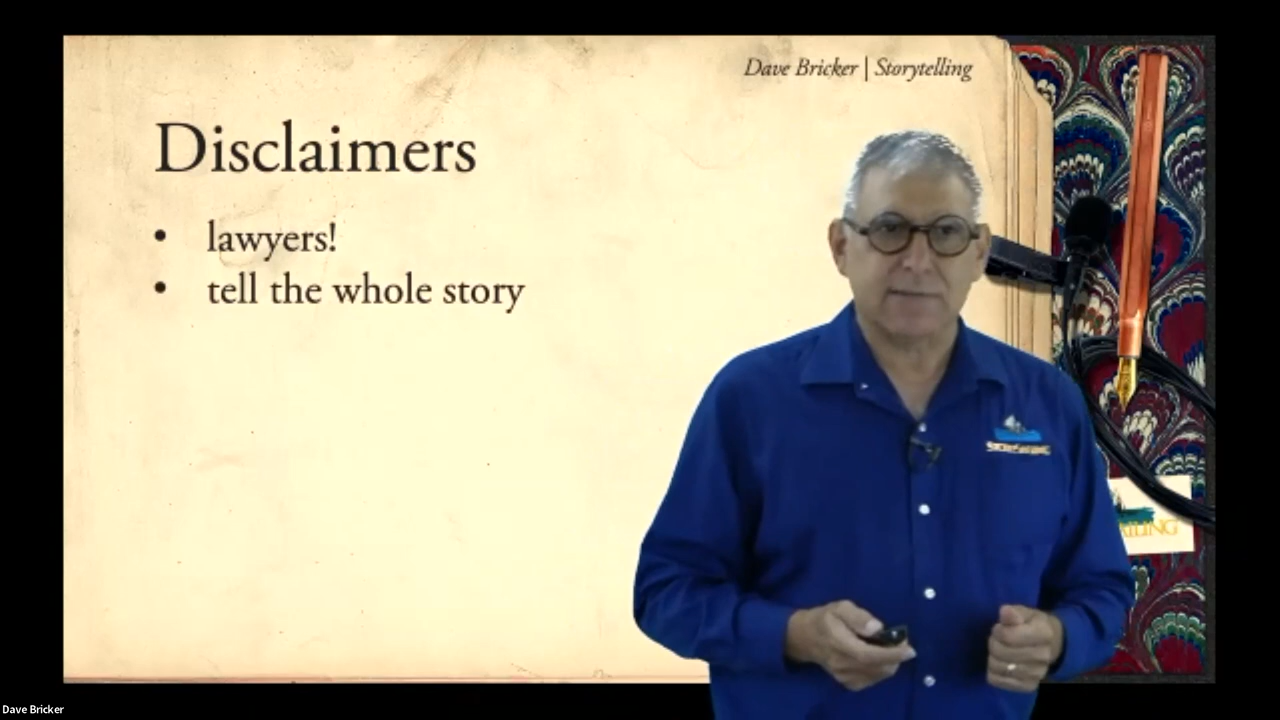 Dave Bricker | Storytelling
Disclaimers
• lawyers!
• tell the whole story
Dave Bricker